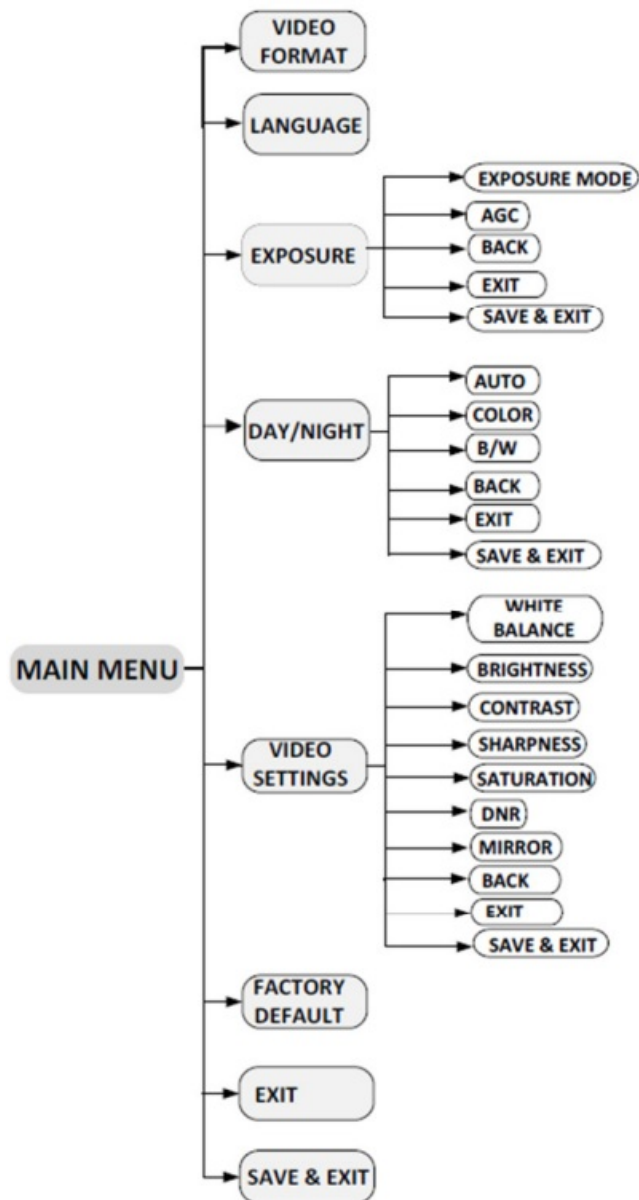 VIDEO
FORMAT
LANGUAGE
EXPOSURE
EXPOSURE MODE
AGC
BACK
EXIT
SAVE & EXIT
DAY/NIGHT
AUTO
COLOR
B/W
BACK
EXIT
SAVE & EXIT
MAIN MENU
VIDEO
SETTINGS
WHITE
BALANCE
BRIGHTNESS
CONTRAST
SHARPNESS
SATURATION
DNR
MIRROR
BACK
EXIT
SAVE & EXIT
FACTORY
DEFAULT
EXIT
SAVE & EXIT